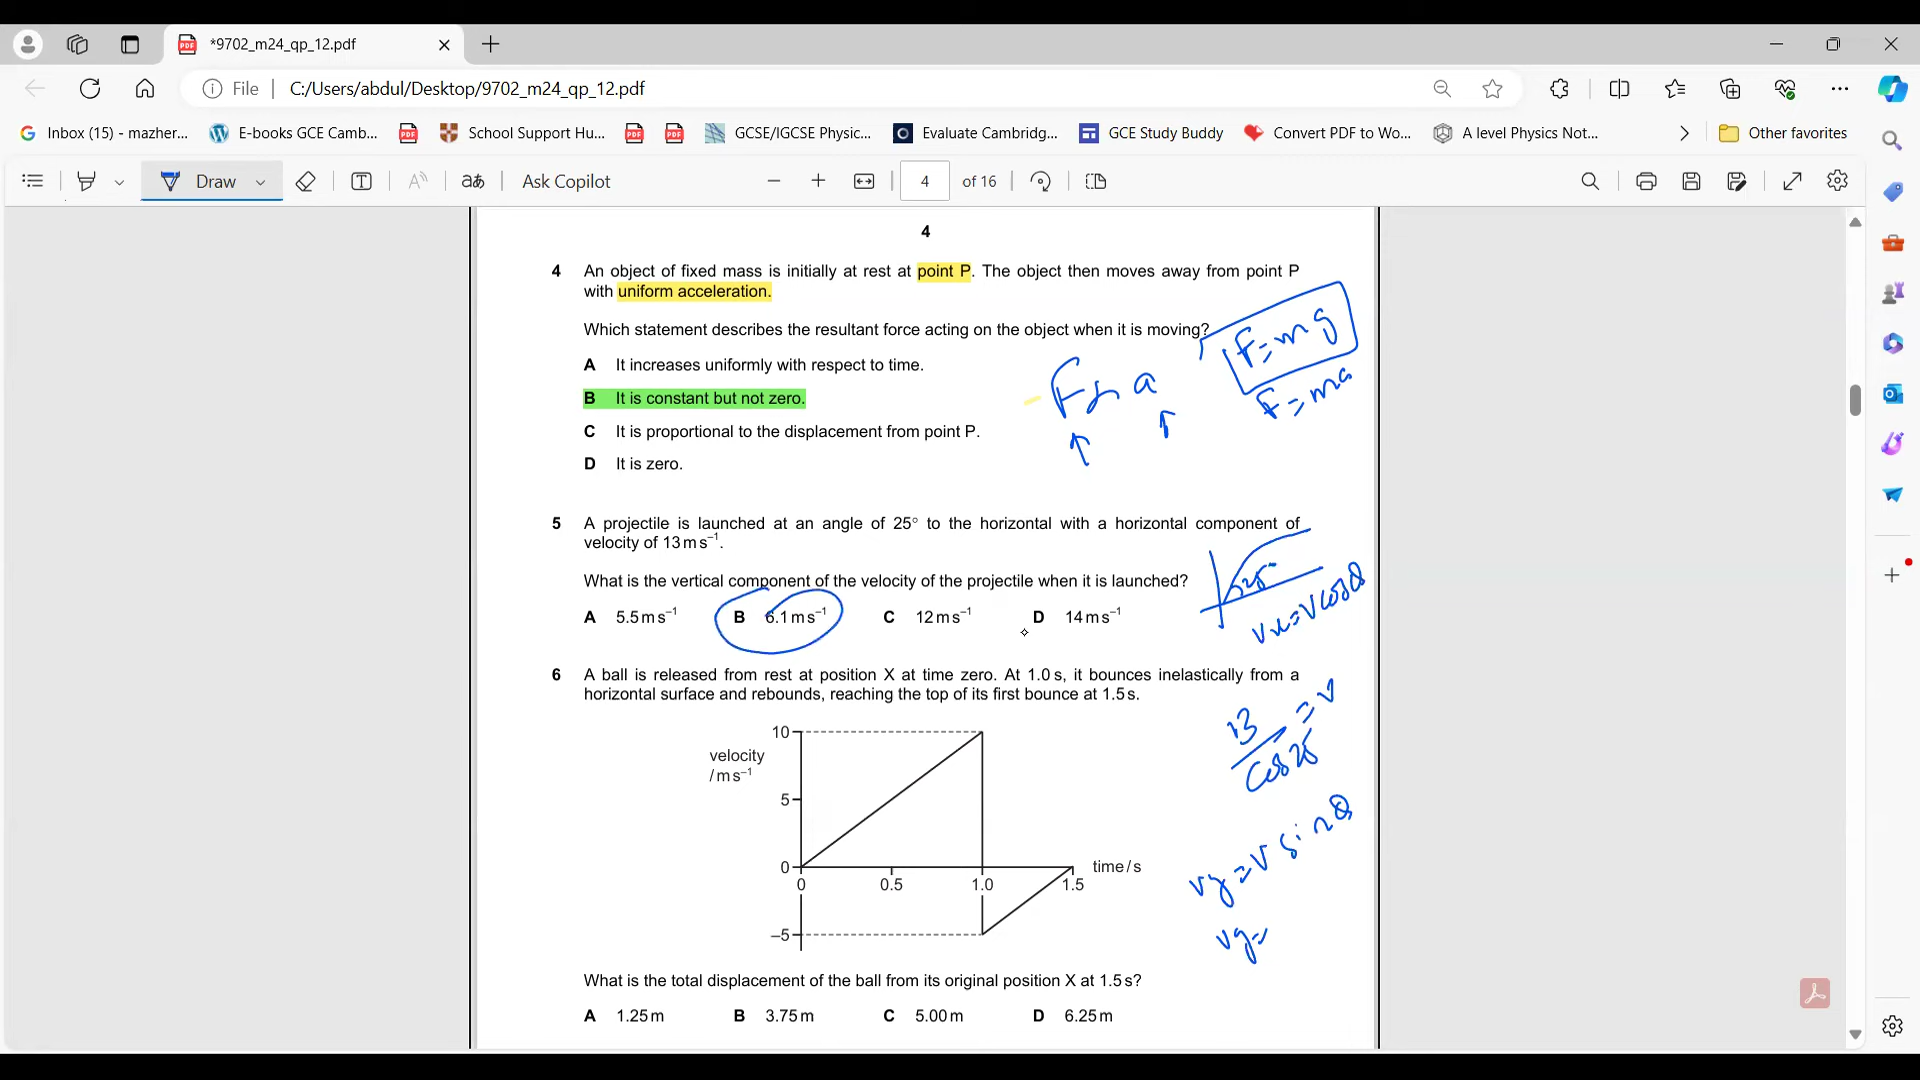 *9702_m24_qp_12.pdf
File
C:/Users/abdul/Desktop/9702_m24_qp_12.pdf
Inbox (15) - mazher...
E-books GCE Camb...
School Support Hu...
GCSE/IGCSE Physic...
Evaluate Cambridg...
GCE Study Buddy
Convert PDF to Wo...
A level Physics Not...
Other favorites
Draw
Ask Copilot
4 of 16
4
4 An object of fixed mass is initially at rest at point P. The object then moves away from point P
with uniform acceleration.
Which statement describes the resultant force acting on the object when it is moving?
A It increases uniformly with respect to time.
B It is constant but not zero.
C It is proportional to the displacement from point P.
D It is zero.
F=mg
F=ma
F∝a
5 A projectile is launched at an angle of 25° to the horizontal with a horizontal component of
velocity of 13 m s⁻¹.
What is the vertical component of the velocity of the projectile when it is launched?
A 5.5 m s⁻¹ B 6.1 m s⁻¹ C 12 m s⁻¹ D 14 m s⁻¹
25°
vx=vcosθ
6 A ball is released from rest at position X at time zero. At 1.0 s, it bounces inelastically from a
horizontal surface and rebounds, reaching the top of its first bounce at 1.5 s.
13/cos25 = v
vy=v sinθ
vy=
10
velocity
/ m s⁻¹
5
0
time / s
0 0.5 1.0 1.5
–5
What is the total displacement of the ball from its original position X at 1.5 s?
A 1.25 m B 3.75 m C 5.00 m D 6.25 m